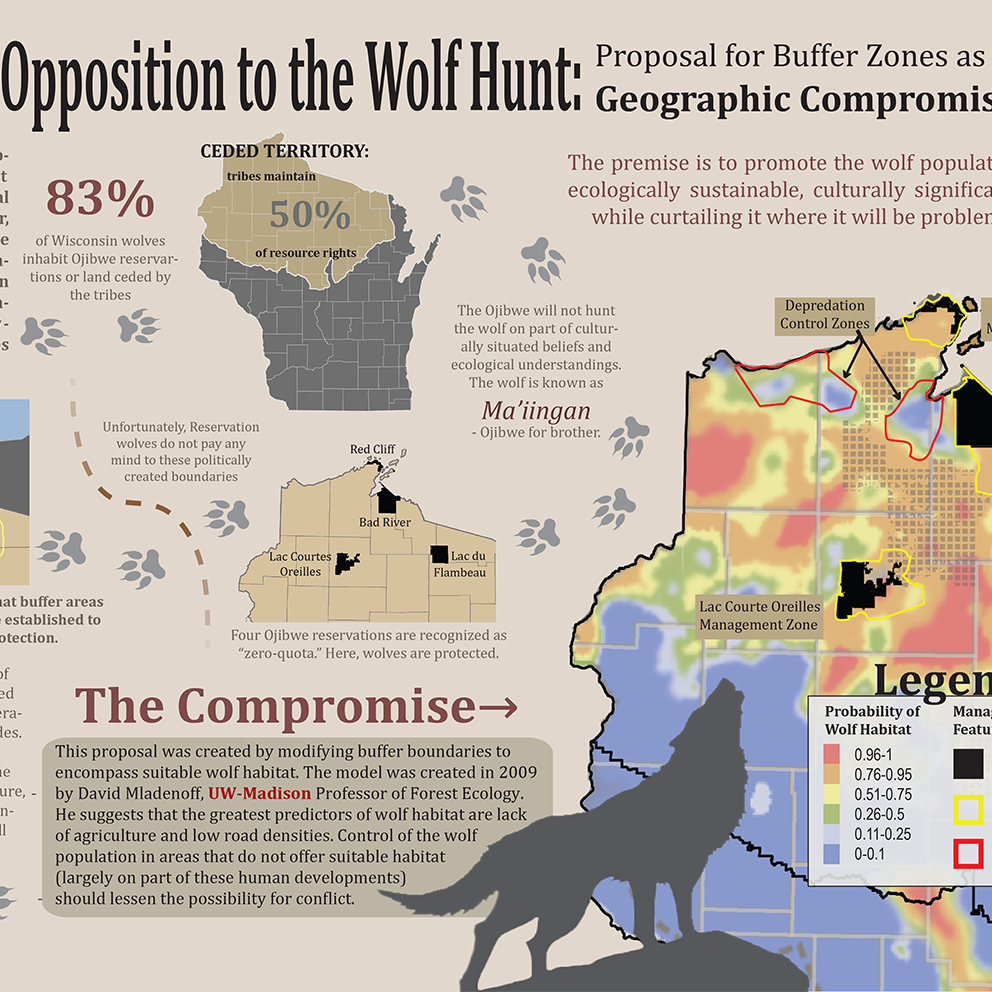 Opposition to the Wolf Hunt:
Proposal for Buffer Zones as
Geographic
The premise is to promote the wolf
ecologically sustainable, culturally
while curtailing it where it will be
83%
of Wisconsin wolves
inhabit Ojibwe reservar-
tions or land ceded by
the tribes
CEDED TERRITORY:
tribes maintain
50%
of resource rights
The Ojibwe will not hunt
the wolf on part of cultur-
ally situated beliefs and
ecological understandings.
The wolf is known as
Ma'iingan
- Ojibwe for brother.
Unfortunately, Reservation
wolves do not pay any
mind to these politically
created boundaries
Red Cliff
Bad River
Lac Courtes
Oreilles
Lac du
Flambeau
Four Ojibwe reservations are recognized as
“zero-quota.” Here, wolves are protected.
buffer areas
established to
The Compromise→
This proposal was created by modifying buffer boundaries to
encompass suitable wolf habitat. The model was created in 2009
by David Mladenoff, UW-Madison Professor of Forest Ecology.
He suggests that the greatest predictors of wolf habitat are lack
of agriculture and low road densities. Control of the wolf
population in areas that do not offer suitable habitat
(largely on part of these human developments)
should lessen the possibility for conflict.
Depredation
Control Zones
Lac Courte Oreilles
Management Zone
Probability of
Wolf Habitat
0.96-1
0.76-0.95
0.51-0.75
0.26-0.5
0.11-0.25
0-0.1